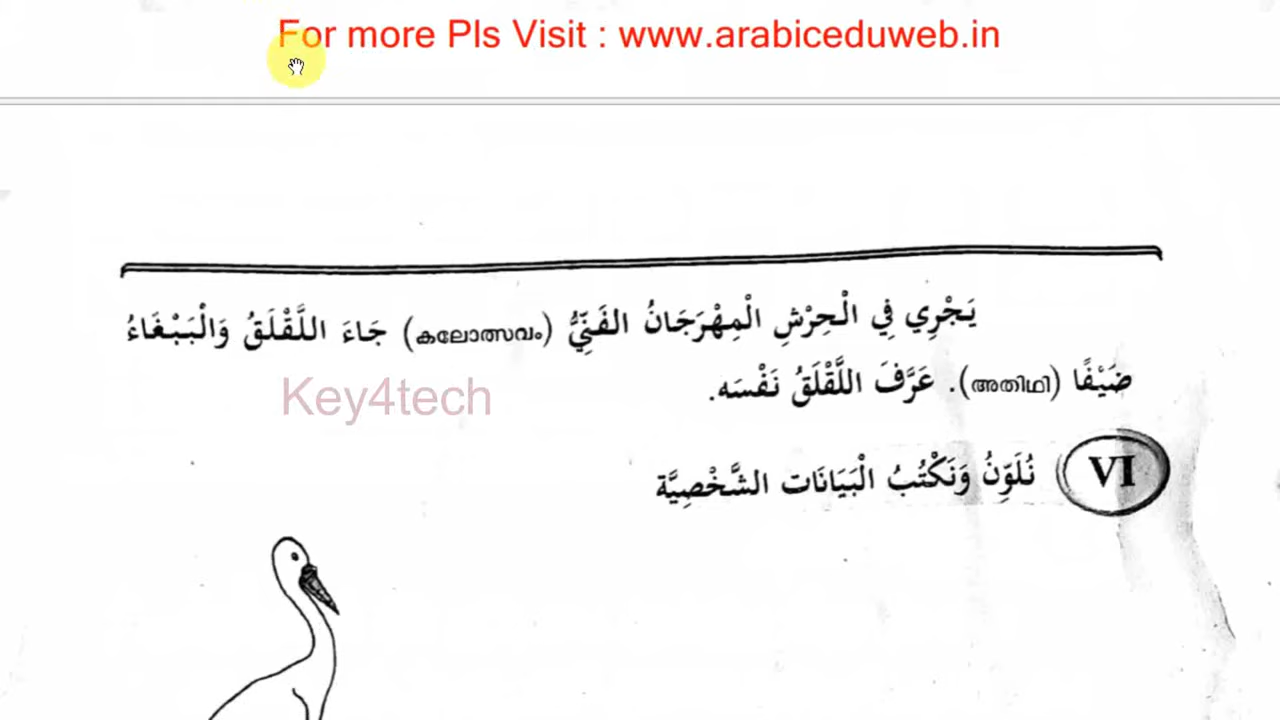 For more Pls Visit : www.arabiceduweb.in
يَجْرِي فِي الْحِرْشِ الْمِهْرَجَانُ الفَنِّيُّ (കലോത്സവം) جَاءَ اللَّقْلَقُ وَالْبَبْغَاءُ
ضَيْفًا (അതിഥി). عَرَّفَ اللَّقْلَقُ نَفْسَه.
Key4tech
VI نُلَوِّنُ وَنَكْتُبُ الْبَيَانَات الشَّخْصِيَّة